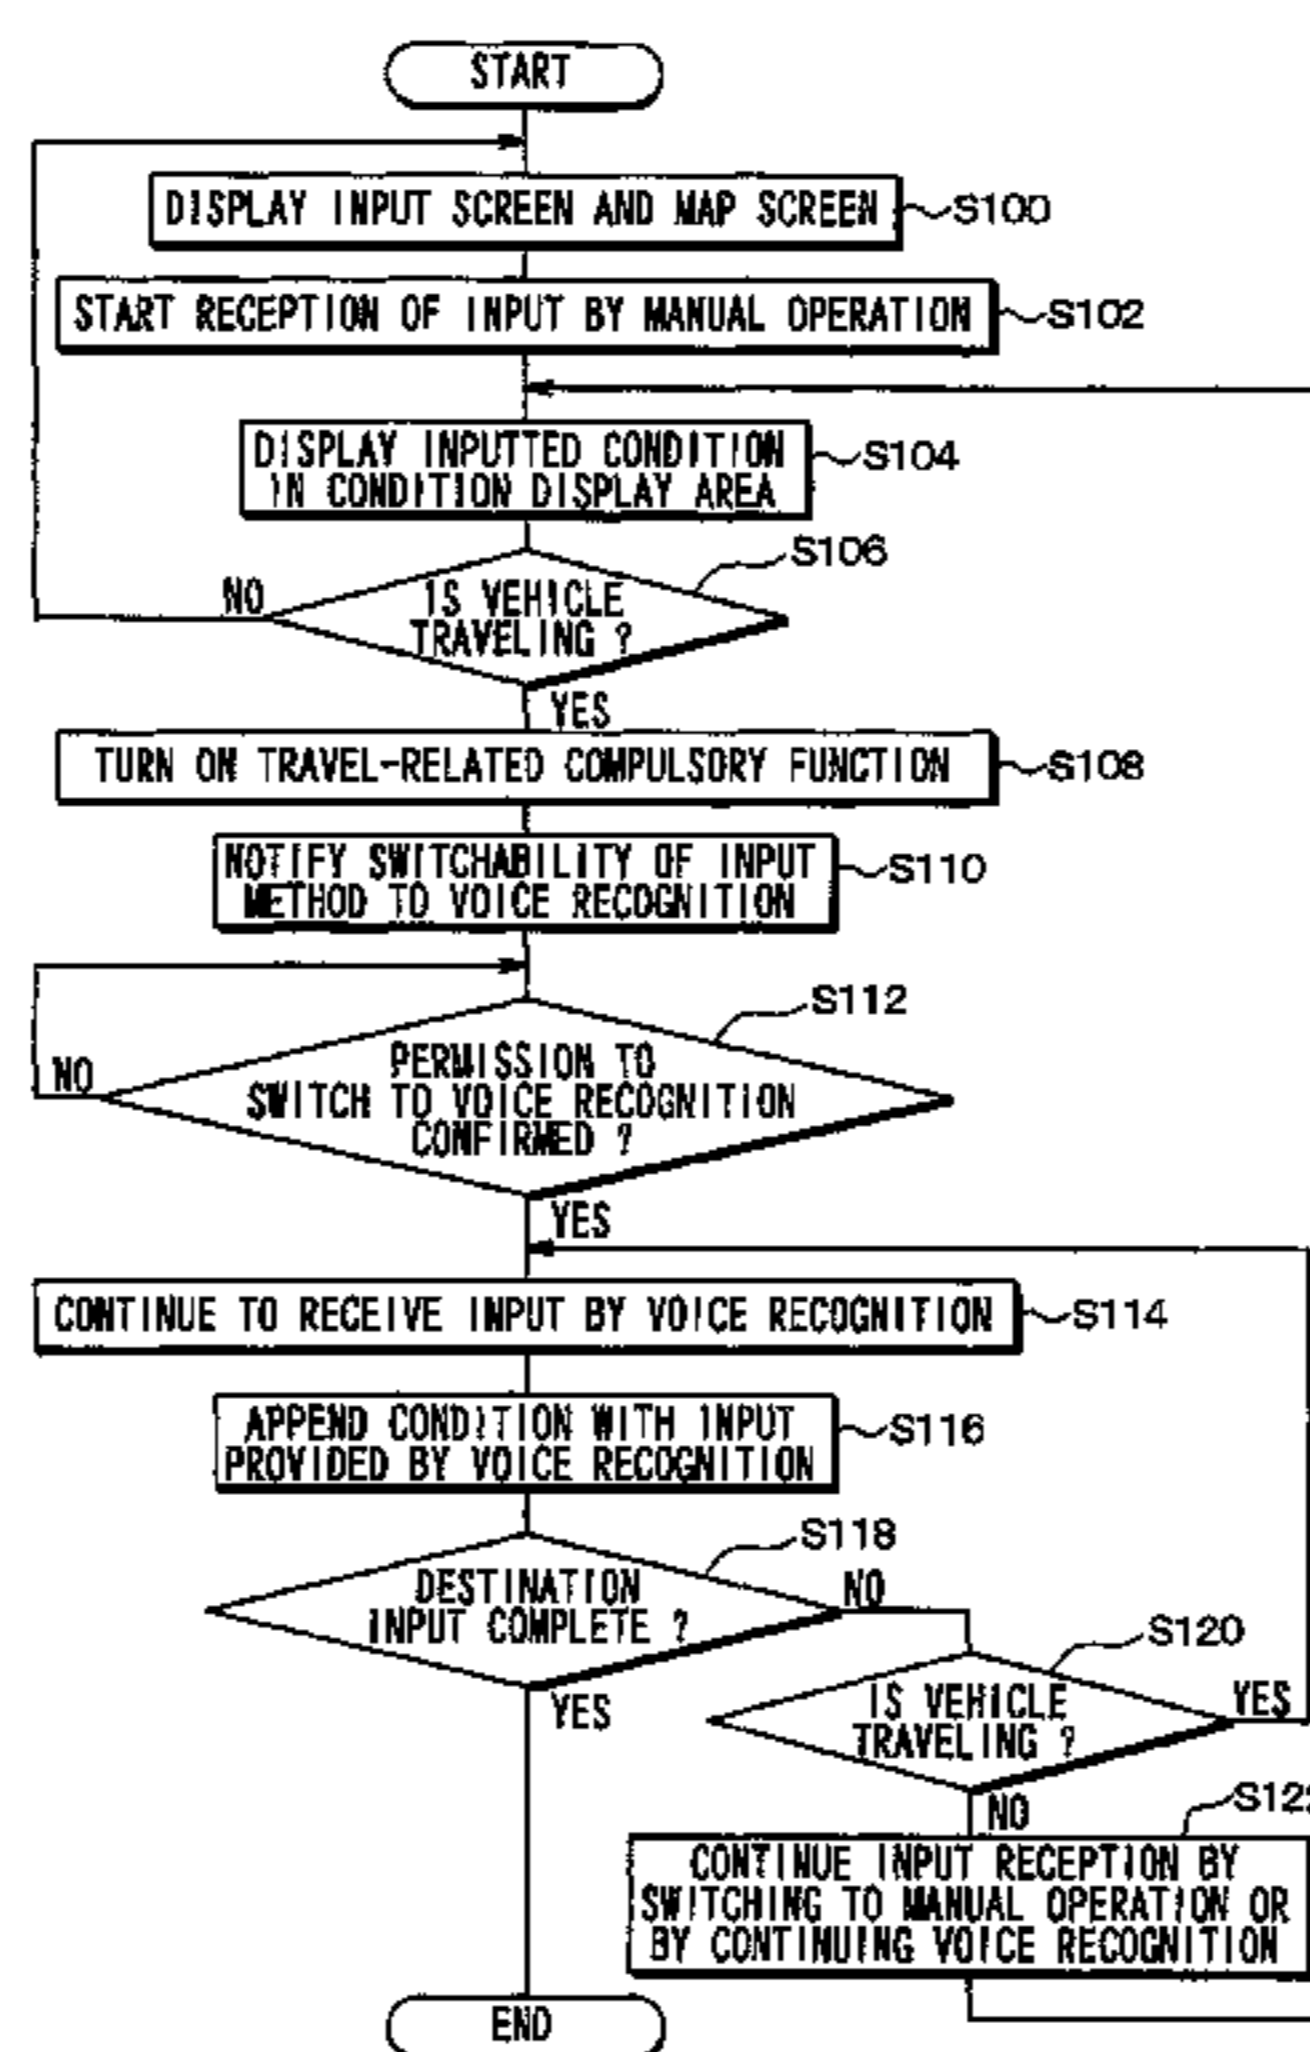 START
DISPLAY INPUT SCREEN AND MAP SCREEN
S100
START RECEPTION OF INPUT BY MANUAL OPERATION
S102
DISPLAY INPUTTED CONDITION
IN CONDITION DISPLAY AREA
S104
S106
NO
IS VEHICLE
TRAVELING ?
YES
TURN ON TRAVEL-RELATED COMPULSORY FUNCTION
S108
NOTIFY SWITCHABILITY OF INPUT
METHOD TO VOICE RECOGNITION
S110
S112
NO
PERMISSION TO
SWITCH TO VOICE RECOGNITION
CONFIRMED ?
YES
CONTINUE TO RECEIVE INPUT BY VOICE RECOGNITION
S114
APPEND CONDITION WITH INPUT
PROVIDED BY VOICE RECOGNITION
S116
S118
DESTINATION
INPUT COMPLETE ?
NO
YES
S120
IS VEHICLE
TRAVELING ?
YES
NO
S122
CONTINUE INPUT RECEPTION BY
SWITCHING TO MANUAL OPERATION OR
BY CONTINUING VOICE RECOGNITION
END